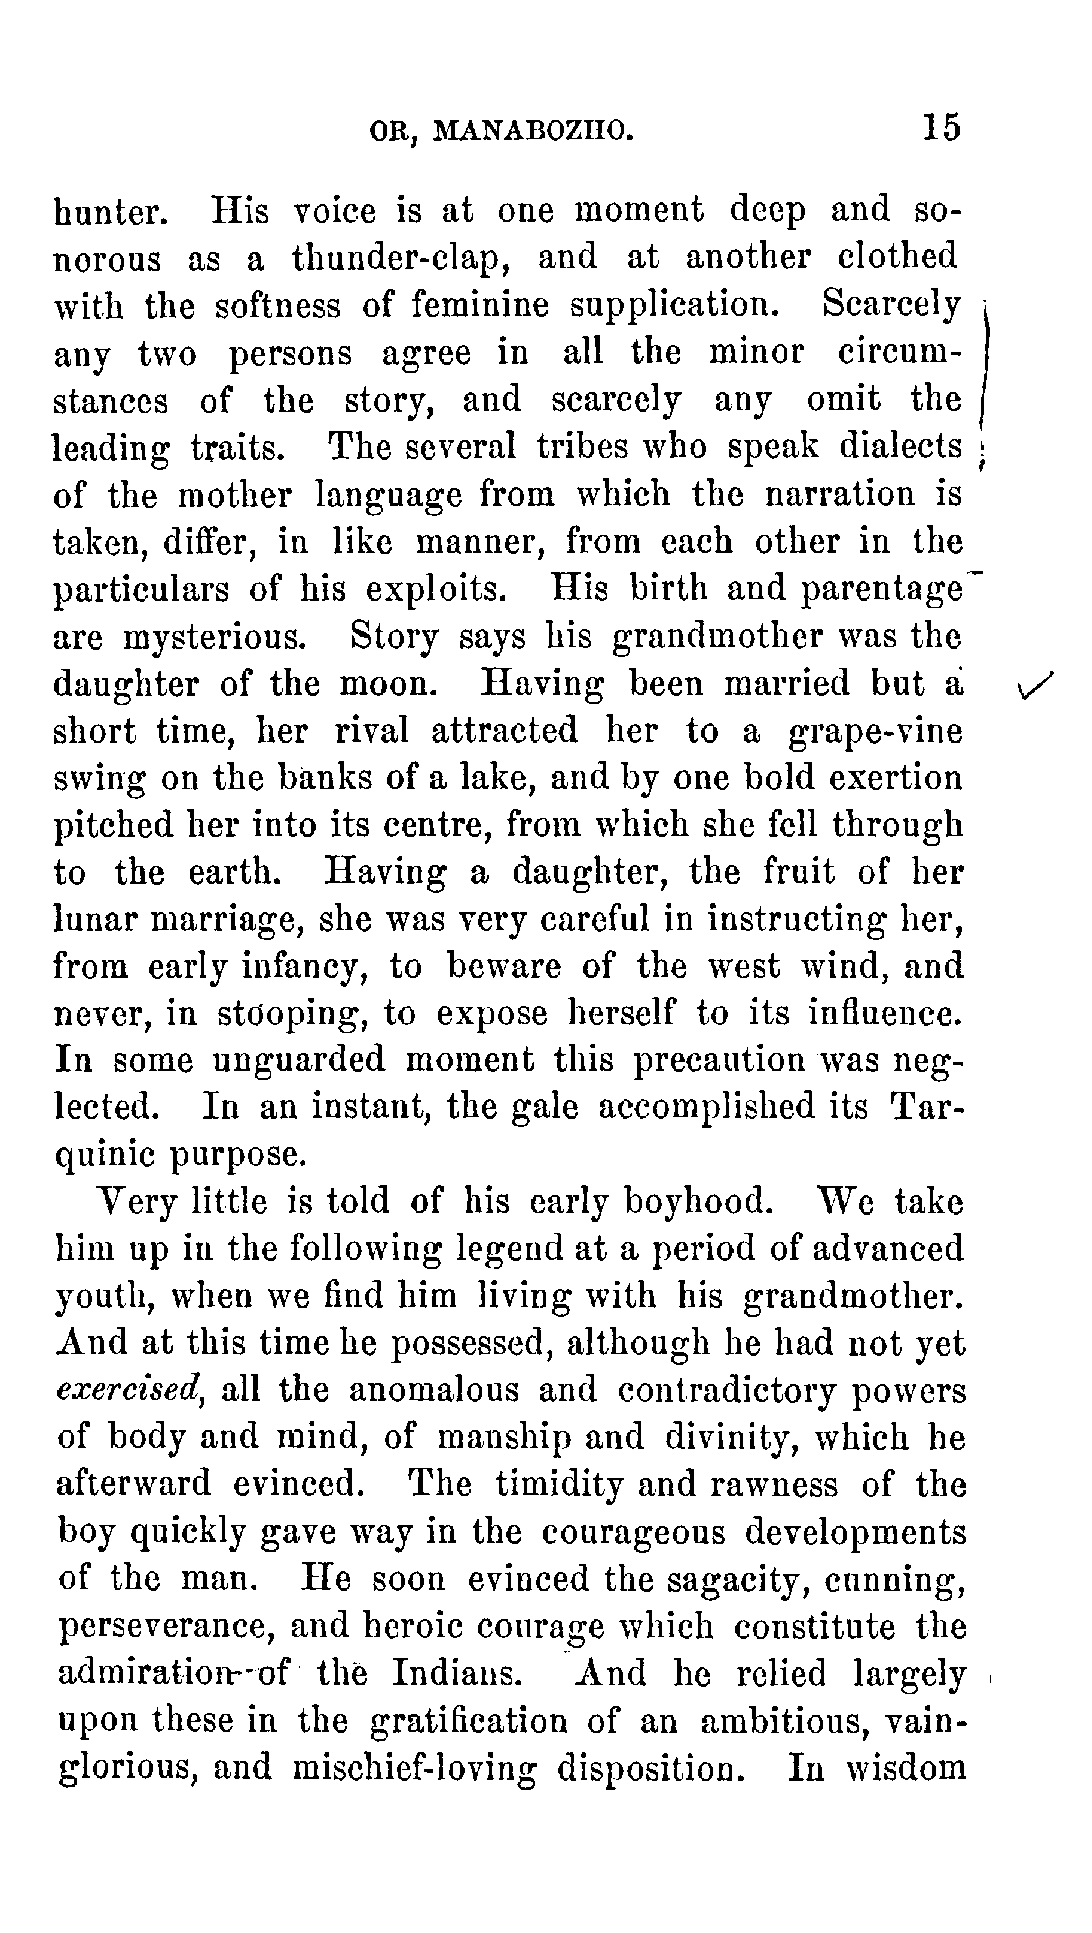 OR, MANABOZHO. 15
hunter. His voice is at one moment deep and so-
norous as a thunder-clap, and at another clothed
with the softness of feminine supplication. Scarcely
any two persons agree in all the minor circum-
stances of the story, and scarcely any omit the
leading traits. The several tribes who speak dialects
of the mother language from which the narration is
taken, differ, in like manner, from each other in the
particulars of his exploits. His birth and parentage
are mysterious. Story says his grandmother was the
daughter of the moon. Having been married but a
short time, her rival attracted her to a grape-vine
swing on the banks of a lake, and by one bold exertion
pitched her into its centre, from which she fell through
to the earth. Having a daughter, the fruit of her
lunar marriage, she was very careful in instructing her,
from early infancy, to beware of the west wind, and
never, in stooping, to expose herself to its influence.
In some unguarded moment this precaution was neg-
lected. In an instant, the gale accomplished its Tar-
quinic purpose.
Very little is told of his early boyhood. We take
him up in the following legend at a period of advanced
youth, when we find him living with his grandmother.
And at this time he possessed, although he had not yet
exercised, all the anomalous and contradictory powers
of body and mind, of manship and divinity, which he
afterward evinced. The timidity and rawness of the
boy quickly gave way in the courageous developments
of the man. He soon evinced the sagacity, cunning,
perseverance, and heroic courage which constitute the
admiration of the Indians. And he relied largely
upon these in the gratification of an ambitious, vain-
glorious, and mischief-loving disposition. In wisdom